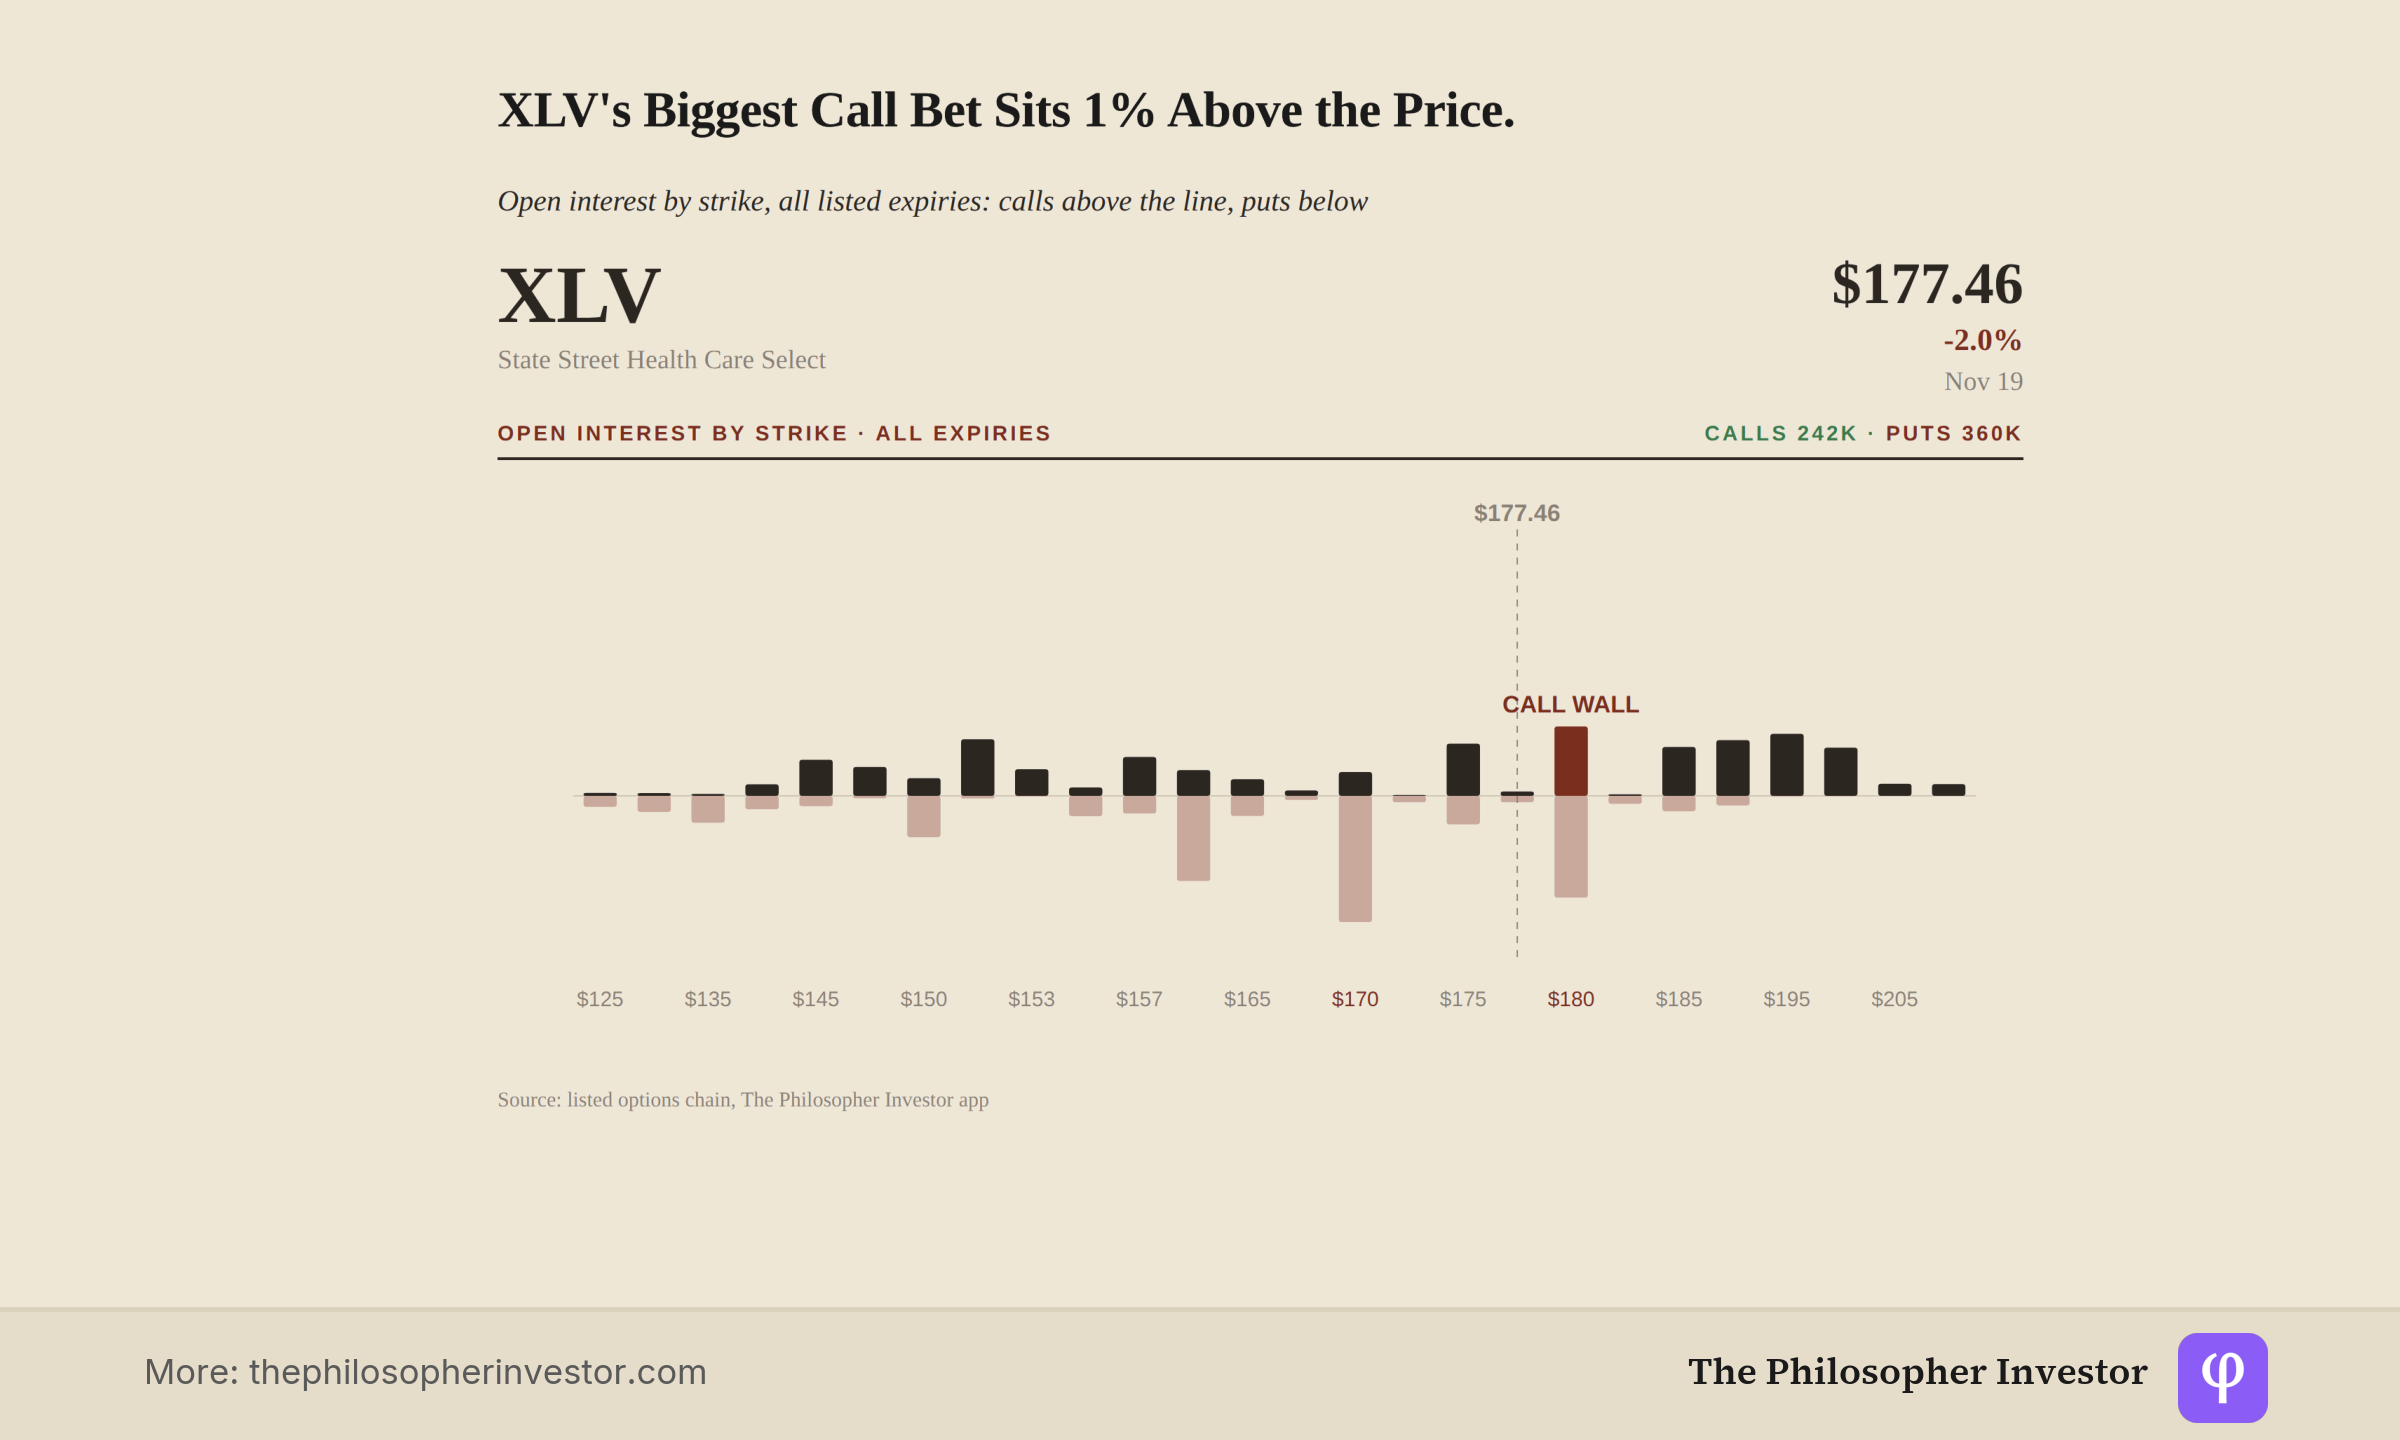 XLV's Biggest Call Bet Sits 1% Above the Price.
Open interest by strike, all listed expiries: calls above the line, puts below
XLV
$177.46
-2.0%
State Street Health Care Select
Nov 19
OPEN INTEREST BY STRIKE · ALL EXPIRIES
CALLS 242K · PUTS 360K
$177.46
CALL WALL
$125 $135 $145 $150 $153 $157 $165 $170 $175 $180 $185 $195 $205
Source: listed options chain, The Philosopher Investor app
More: thephilosopherinvestor.com
The Philosopher Investor
φ